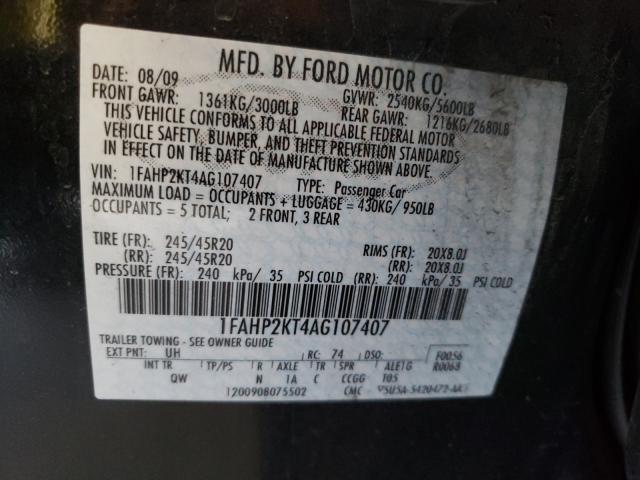 MFD. BY FORD MOTOR CO.
DATE: 08/09 GVWR: 2540KG/5600LB
FRONT GAWR: 1361KG/3000LB REAR GAWR: 1216KG/2680LB
THIS VEHICLE CONFORMS TO ALL APPLICABLE FEDERAL MOTOR
VEHICLE SAFETY, BUMPER, AND THEFT PREVENTION STANDARDS
IN EFFECT ON THE DATE OF MANUFACTURE SHOWN ABOVE.
VIN: 1FAHP2KT4AG107407 TYPE: Passenger Car
MAXIMUM LOAD = OCCUPANTS + LUGGAGE = 430KG/ 950LB
OCCUPANTS = 5 TOTAL; 2 FRONT, 3 REAR
TIRE (FR): 245/45R20 RIMS (FR): 20X8.0J
(RR): 245/45R20 (RR): 20X8.0J
PRESSURE (FR): 240 kPa/ 35 PSI COLD (RR): 240 kPa/ 35 PSI COLD
1FAHP2KT4AG107407
TRAILER TOWING - SEE OWNER GUIDE
EXT PNT: UH RC: 74 DSO: F0056
INT TR TP/PS R AXLE TR SPR ALE1G R0068
QW N 1A C CCGG T05
1200908075502 CMC